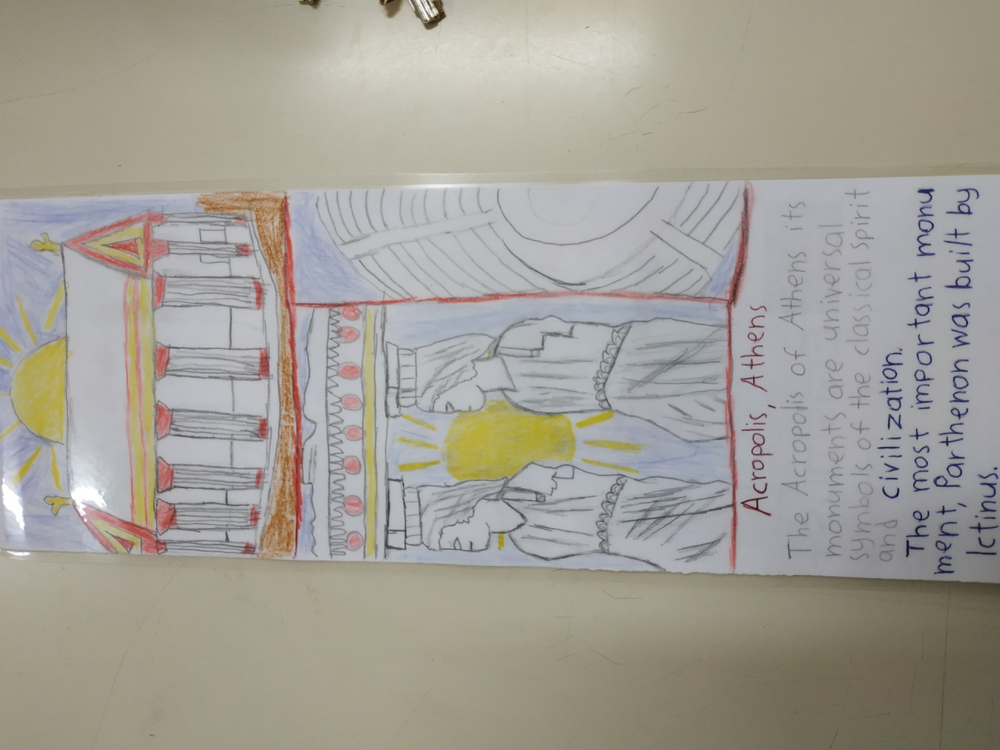 Acropolis, Athens
The Acropolis of Athens its
monuments are universal
symbols of the classical spirit
and civilization.
The most important monu
ment, Parthenon was built by
Ictinus.